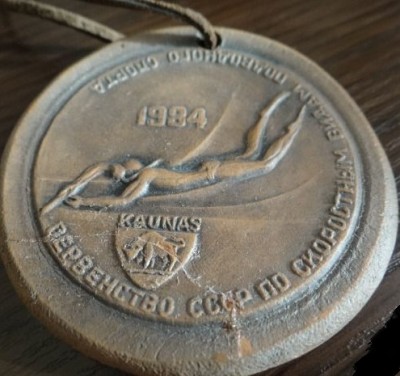 ПЕРВЕНСТВО СССР ПО СКОРОСТНЫМ ВИДАМ ПОДВОДНОГО СПОРТА
1984
KAUNAS